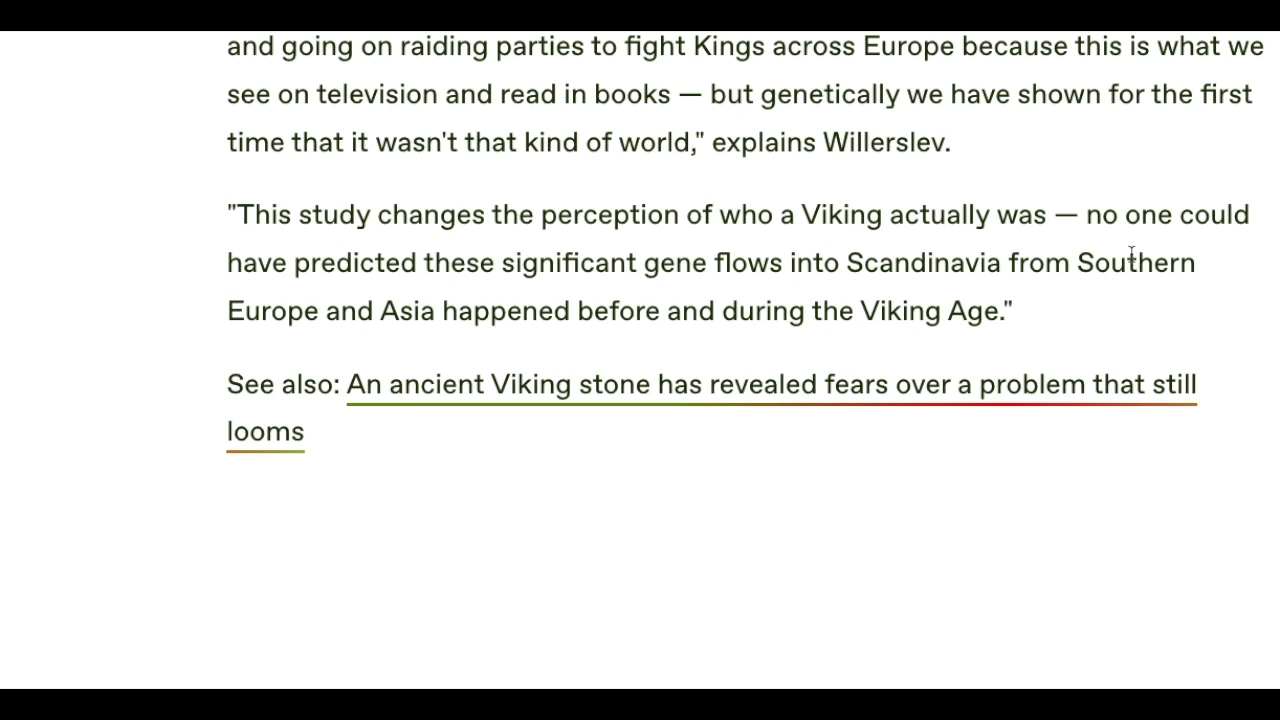 and going on raiding parties to fight Kings across Europe because this is what we
see on television and read in books — but genetically we have shown for the first
time that it wasn't that kind of world," explains Willerslev.
"This study changes the perception of who a Viking actually was — no one could
have predicted these significant gene flows into Scandinavia from Southern
Europe and Asia happened before and during the Viking Age."
See also: An ancient Viking stone has revealed fears over a problem that still
looms